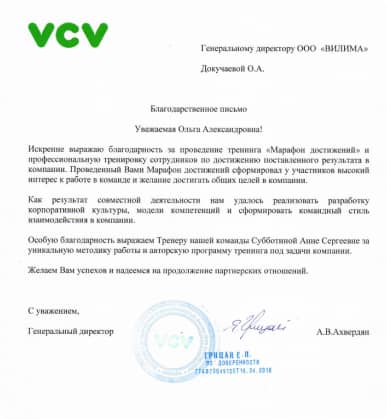 VCV
Генеральному директору ООО «ВИЛИМА»
Докучаевой О.А.
Благодарственное письмо
Уважаемая Ольга Александровна!
Искренне выражаю благодарность за проведение тренинга «Марафон достижений» и
профессиональную тренировку сотрудников по достижению поставленного результата в
компании. Проведенный Вами Марафон достижений сформировал у участников высокий
интерес к работе в команде и желание достигать общих целей в компании.
Как результат совместной деятельности нам удалось реализовать разработку
корпоративной культуры, модели компетенций и сформировать командный стиль
взаимодействия в компании.
Особую благодарность выражаем Тренеру нашей команды Субботиной Анне Сергеевне за
уникальную методику работы и авторскую программу тренинга под задачи компании.
Желаем Вам успехов и надеемся на продолжение партнерских отношений.
С уважением,
Генеральный директор
А.В.Ахвердян
VCV
ГРИЦАК Е.П.
ПО ДОВЕРЕННОСТИ